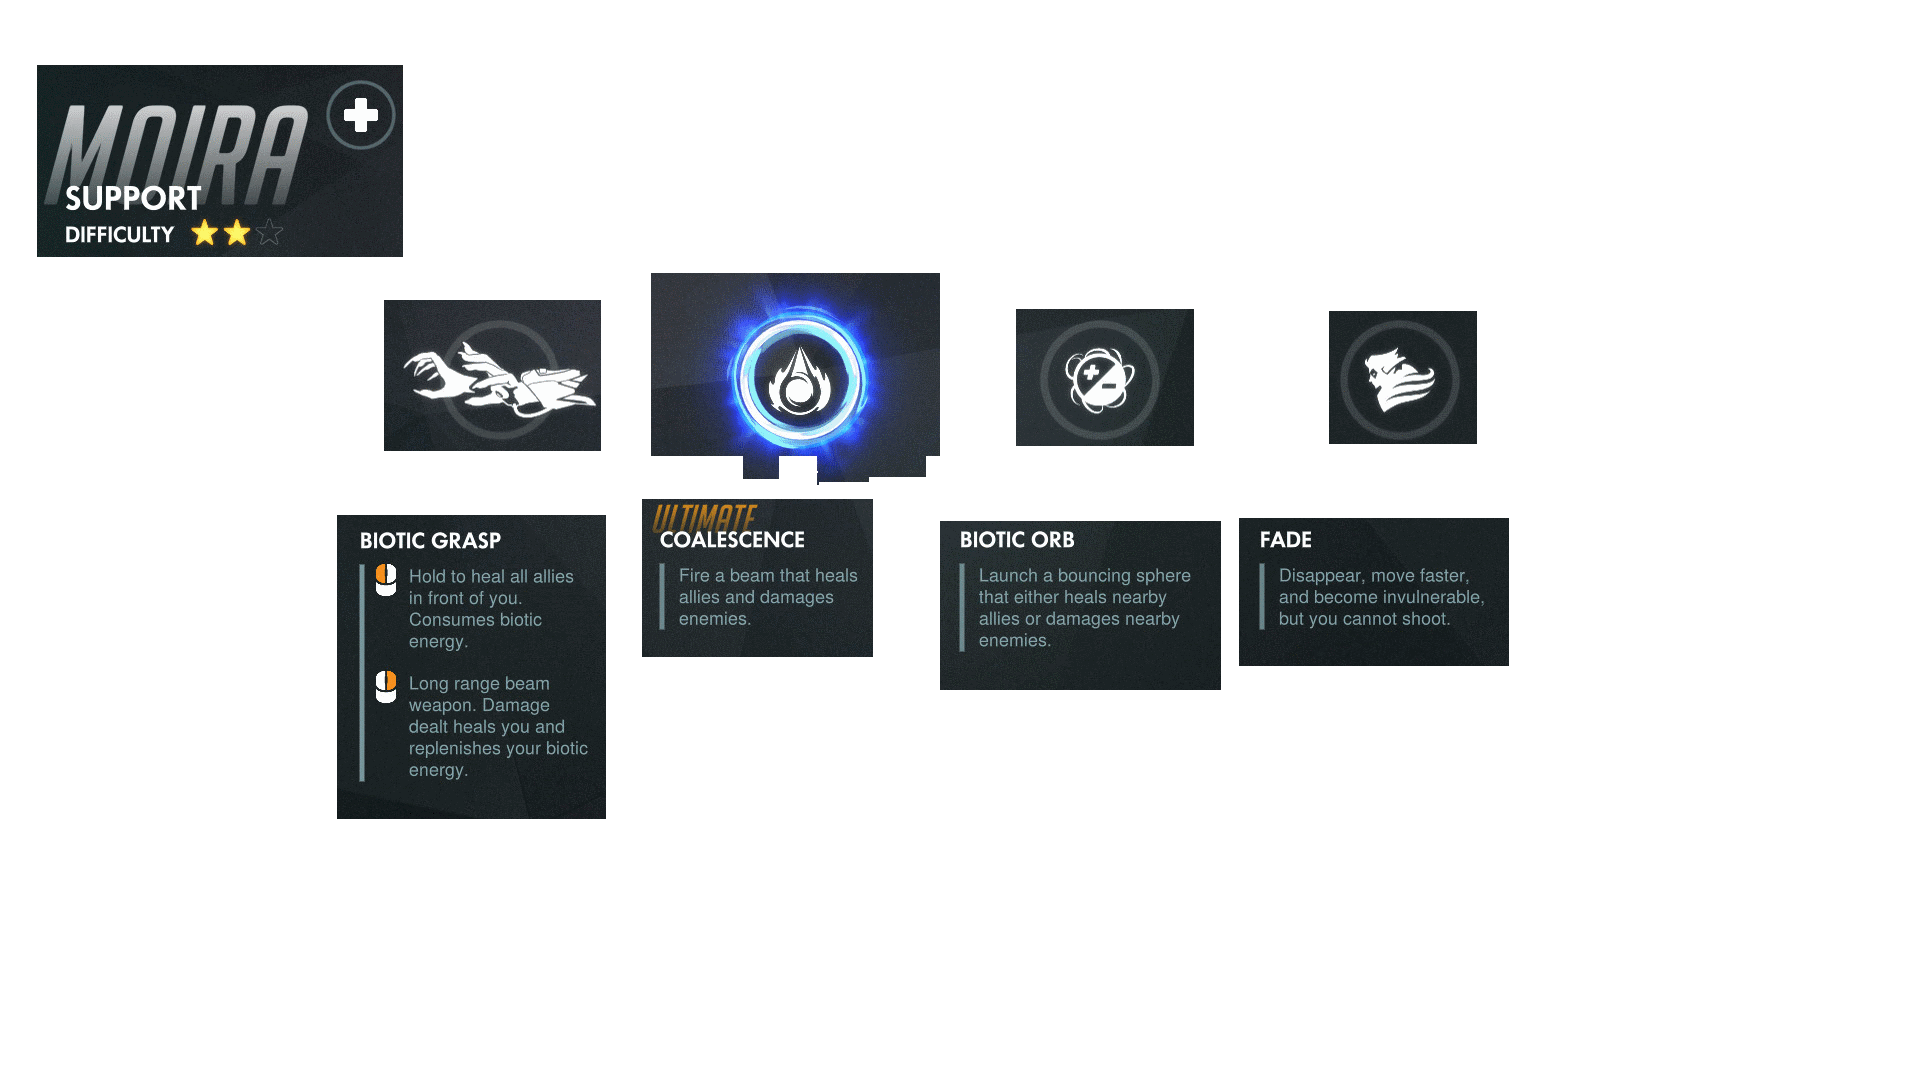 MOIRA
SUPPORT
DIFFICULTY
BIOTIC GRASP
Hold to heal all allies
in front of you.
Consumes biotic
energy.
Long range beam
weapon. Damage
dealt heals you and
replenishes your biotic
energy.
ULTIMATE
COALESCENCE
Fire a beam that heals
allies and damages
enemies.
BIOTIC ORB
Launch a bouncing sphere
that either heals nearby
allies or damages nearby
enemies.
FADE
Disappear, move faster,
and become invulnerable,
but you cannot shoot.